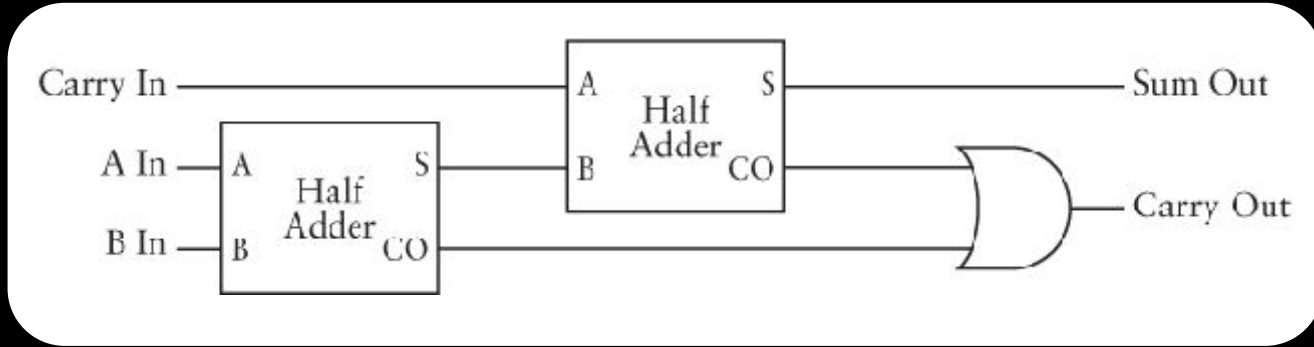 Carry In
A
S
Sum Out
Half
Adder
B
CO
A In
A
S
Half
Adder
B In
B
CO
Carry Out